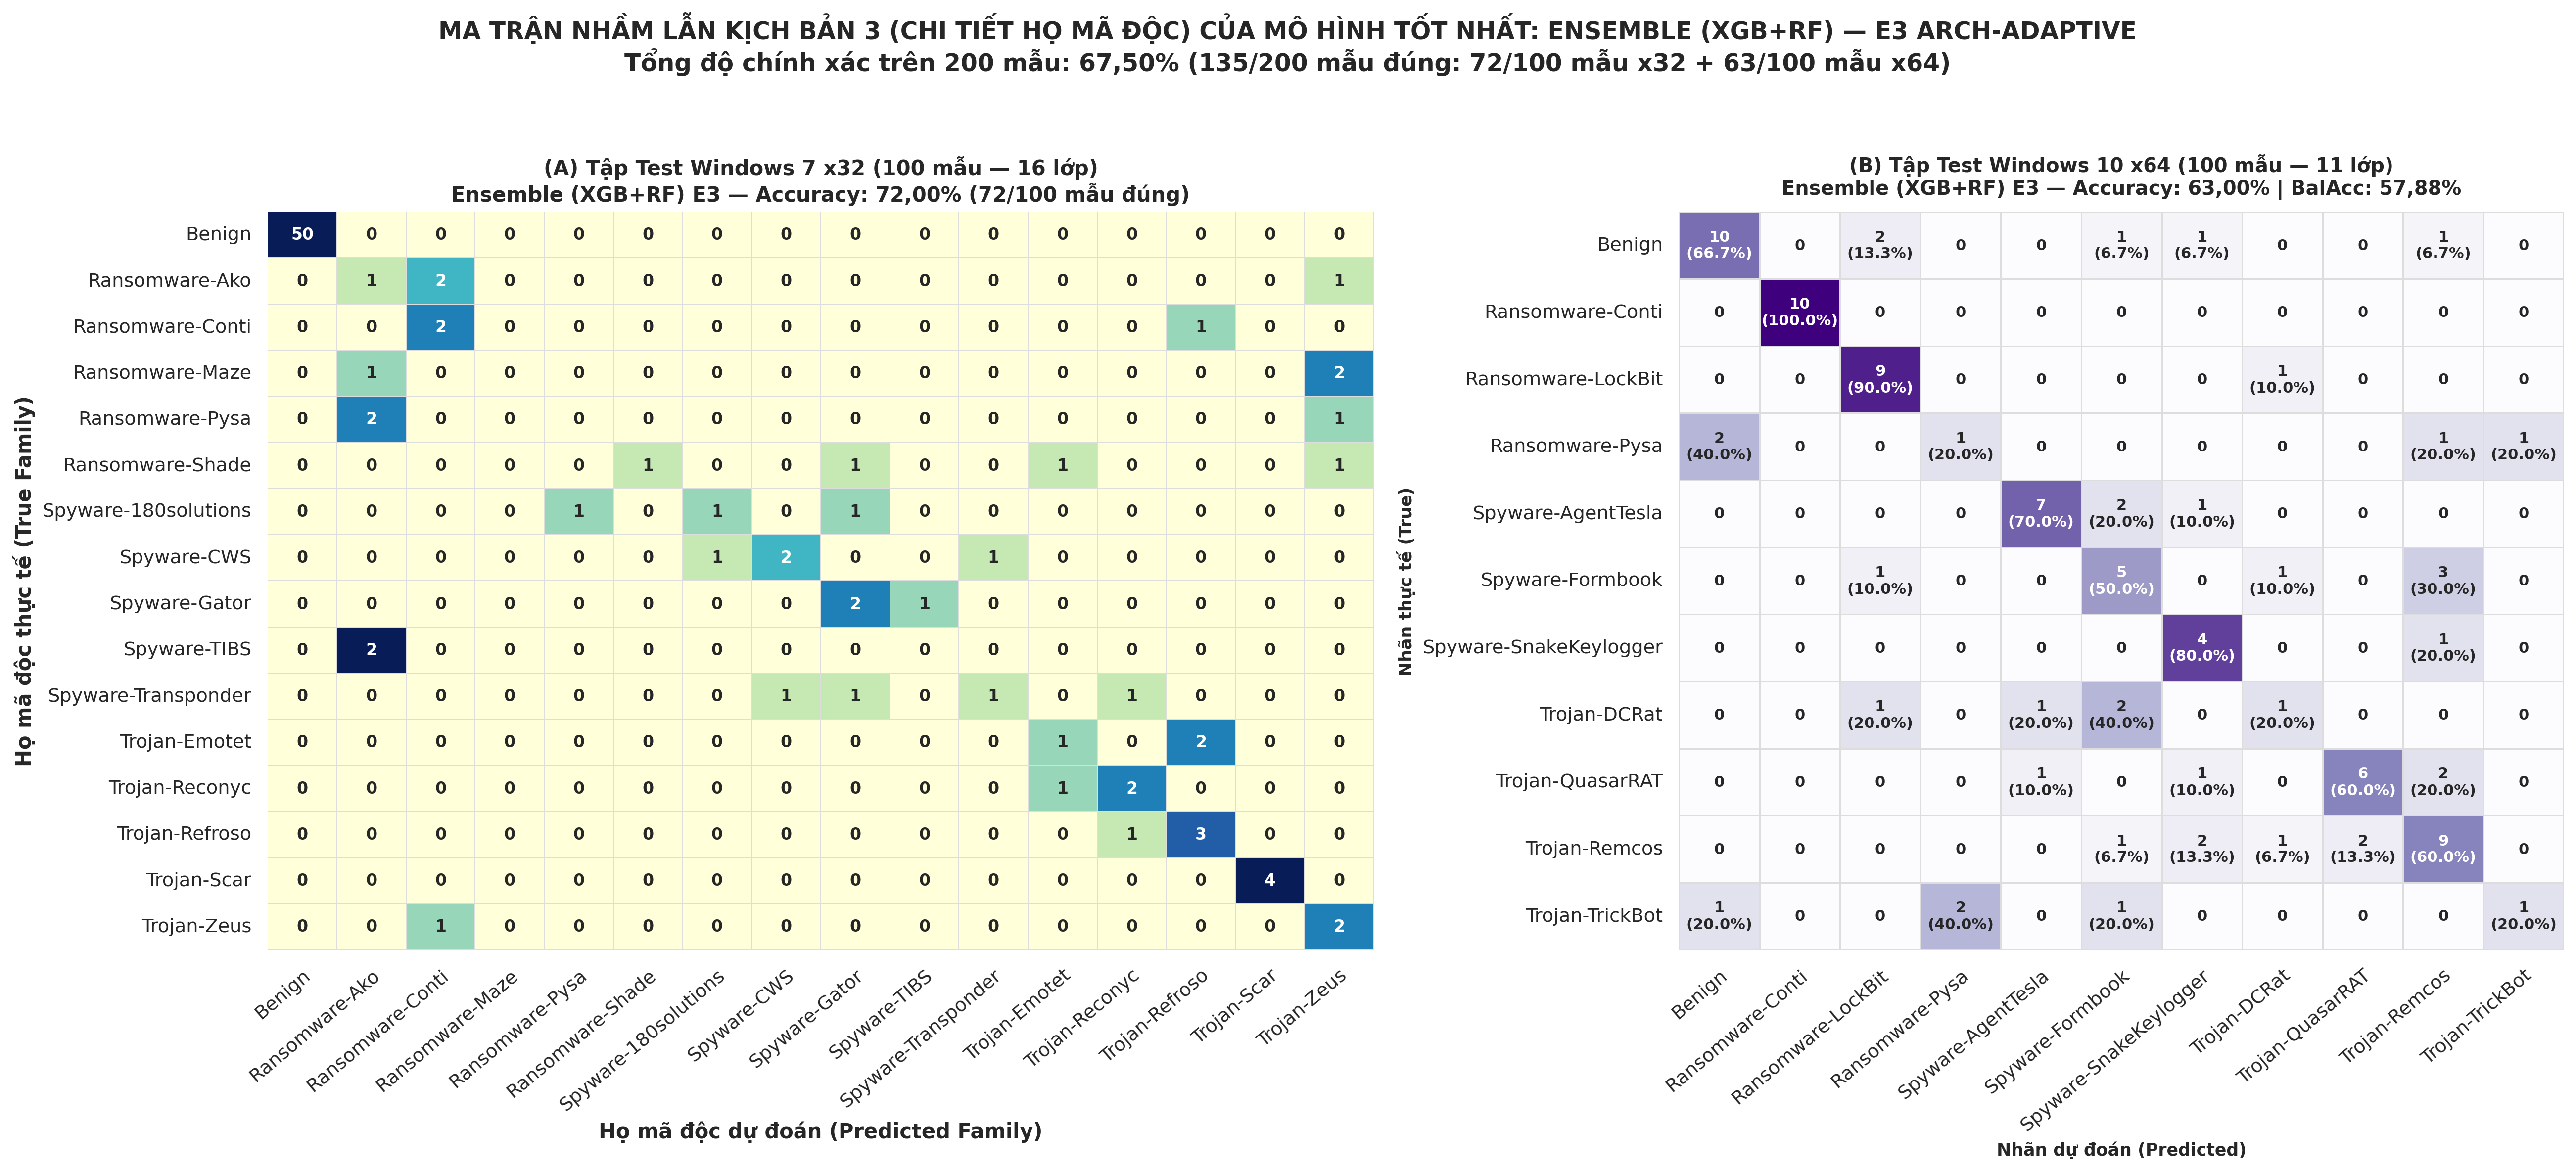 MA TRẬN NHẦM LẪN KỊCH BẢN 3 (CHI TIẾT HỌ MÃ ĐỘC) CỦA MÔ HÌNH TỐT NHẤT: ENSEMBLE (XGB+RF) — E3 ARCH-ADAPTIVE
Tổng độ chính xác trên 200 mẫu: 67,50% (135/200 mẫu đúng: 72/100 mẫu x32 + 63/100 mẫu x64)
(A) Tập Test Windows 7 x32 (100 mẫu — 16 lớp)
Ensemble (XGB+RF) E3 — Accuracy: 72,00% (72/100 mẫu đúng)
Họ mã độc thực tế (True Family)
Benign 50 0 0 0 0 0 0 0 0 0 0 0 0 0 0 0
Ransomware-Ako 0 1 2 0 0 0 0 0 0 0 0 0 0 0 0 1
Ransomware-Conti 0 0 2 0 0 0 0 0 0 0 0 0 0 1 0 0
Ransomware-Maze 0 1 0 0 0 0 0 0 0 0 0 0 0 0 0 2
Ransomware-Pysa 0 2 0 0 0 0 0 0 0 0 0 0 0 0 0 1
Ransomware-Shade 0 0 0 0 0 1 0 0 1 0 0 1 0 0 0 1
Spyware-180solutions 0 0 0 0 1 0 1 0 1 0 0 0 0 0 0 0
Spyware-CWS 0 0 0 0 0 0 1 2 0 0 1 0 0 0 0 0
Spyware-Gator 0 0 0 0 0 0 0 0 2 1 0 0 0 0 0 0
Spyware-TIBS 0 2 0 0 0 0 0 0 0 0 0 0 0 0 0 0
Spyware-Transponder 0 0 0 0 0 0 0 1 1 0 1 0 1 0 0 0
Trojan-Emotet 0 0 0 0 0 0 0 0 0 0 0 1 0 2 0 0
Trojan-Reconyc 0 0 0 0 0 0 0 0 0 0 0 1 2 0 0 0
Trojan-Refroso 0 0 0 0 0 0 0 0 0 0 0 0 1 3 0 0
Trojan-Scar 0 0 0 0 0 0 0 0 0 0 0 0 0 0 4 0
Trojan-Zeus 0 0 1 0 0 0 0 0 0 0 0 0 0 0 0 2
Benign Ransomware-Ako Ransomware-Conti Ransomware-Maze Ransomware-Pysa Ransomware-Shade Spyware-180solutions Spyware-CWS Spyware-Gator Spyware-TIBS Spyware-Transponder Trojan-Emotet Trojan-Reconyc Trojan-Refroso Trojan-Scar Trojan-Zeus
Họ mã độc dự đoán (Predicted Family)
(B) Tập Test Windows 10 x64 (100 mẫu — 11 lớp)
Ensemble (XGB+RF) E3 — Accuracy: 63,00% | BalAcc: 57,88%
Nhãn thực tế (True)
Benign 10 (66.7%) 0 2 (13.3%) 0 0 1 (6.7%) 1 (6.7%) 0 0 1 (6.7%) 0
Ransomware-Conti 0 10 (100.0%) 0 0 0 0 0 0 0 0 0
Ransomware-LockBit 0 0 9 (90.0%) 0 0 0 0 1 (10.0%) 0 0 0
Ransomware-Pysa 2 (40.0%) 0 0 1 (20.0%) 0 0 0 0 0 1 (20.0%) 1 (20.0%)
Spyware-AgentTesla 0 0 0 0 7 (70.0%) 2 (20.0%) 1 (10.0%) 0 0 0 0
Spyware-Formbook 0 0 1 (10.0%) 0 0 5 (50.0%) 0 1 (10.0%) 0 3 (30.0%) 0
Spyware-SnakeKeylogger 0 0 0 0 0 0 4 (80.0%) 0 0 1 (20.0%) 0
Trojan-DCRat 0 0 1 (20.0%) 0 1 (20.0%) 2 (40.0%) 0 1 (20.0%) 0 0 0
Trojan-QuasarRAT 0 0 0 0 1 (10.0%) 0 1 (10.0%) 0 6 (60.0%) 2 (20.0%) 0
Trojan-Remcos 0 0 0 0 0 1 (6.7%) 2 (13.3%) 1 (6.7%) 2 (13.3%) 9 (60.0%) 0
Trojan-TrickBot 1 (20.0%) 0 0 2 (40.0%) 0 1 (20.0%) 0 0 0 0 1 (20.0%)
Benign Ransomware-Conti Ransomware-LockBit Ransomware-Pysa Spyware-AgentTesla Spyware-Formbook Spyware-SnakeKeylogger Trojan-DCRat Trojan-QuasarRAT Trojan-Remcos Trojan-TrickBot
Nhãn dự đoán (Predicted)